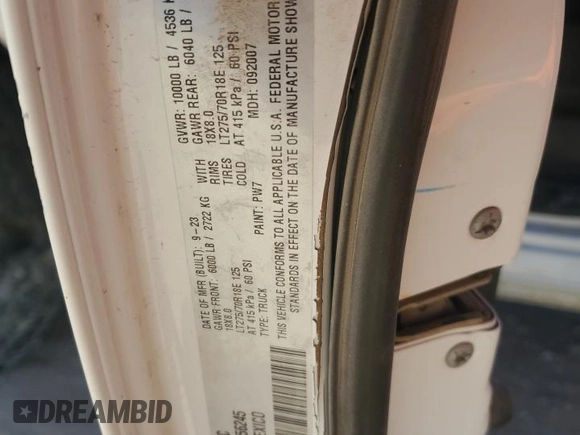 DATE OF MFR (BUILT): 9-23 GVWR: 10000 LB / 4536
GAWR FRONT: 6000 LB / 2722 KG WITH GAWR REAR: 6040 LB /
18X8.0 RIMS 18X8.0
LT275/70R18E 125 TIRES LT275/70R18E 125
AT 415 kPa / 60 PSI COLD AT 415 kPa / 60 PSI
TYPE: TRUCK PAINT: PW7 MDH: 092007
THIS VEHICLE CONFORMS TO ALL APPLICABLE U.S.A. FEDERAL MOTOR
STANDARDS IN EFFECT ON THE DATE OF MANUFACTURE SHOW
56245
EXICO
DREAMBID